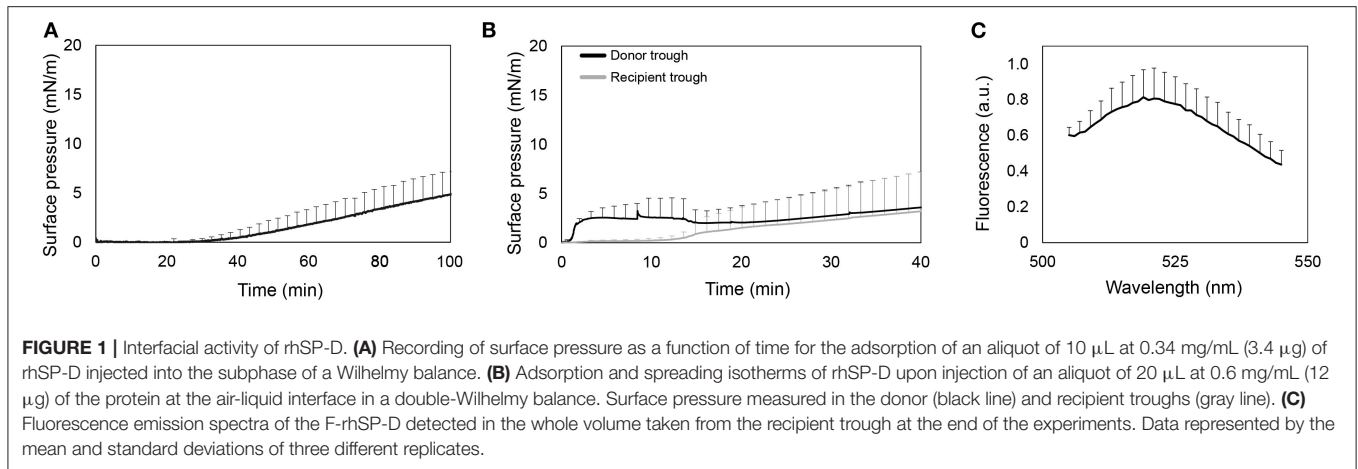 A
20
15
10
5
0
Surface pressure (mN/m)
0 20 40 60 80 100
Time (min)
B
20
15
10
5
0
Surface pressure (mN/m)
Donor trough
Recipient trough
0 10 20 30 40
Time (min)
C
1.0
0.8
0.6
0.4
0.2
0
Fluorescence (a.u.)
500 525 550
Wavelength (nm)
FIGURE 1 | Interfacial activity of rhSP-D. (A) Recording of surface pressure as a function of time for the adsorption of an aliquot of 10 μL at 0.34 mg/mL (3.4 μg) of
rhSP-D injected into the subphase of a Wilhelmy balance. (B) Adsorption and spreading isotherms of rhSP-D upon injection of an aliquot of 20 μL at 0.6 mg/mL (12
μg) of the protein at the air-liquid interface in a double-Wilhelmy balance. Surface pressure measured in the donor (black line) and recipient troughs (gray line). (C)
Fluorescence emission spectra of the F-rhSP-D detected in the whole volume taken from the recipient trough at the end of the experiments. Data represented by the
mean and standard deviations of three different replicates.